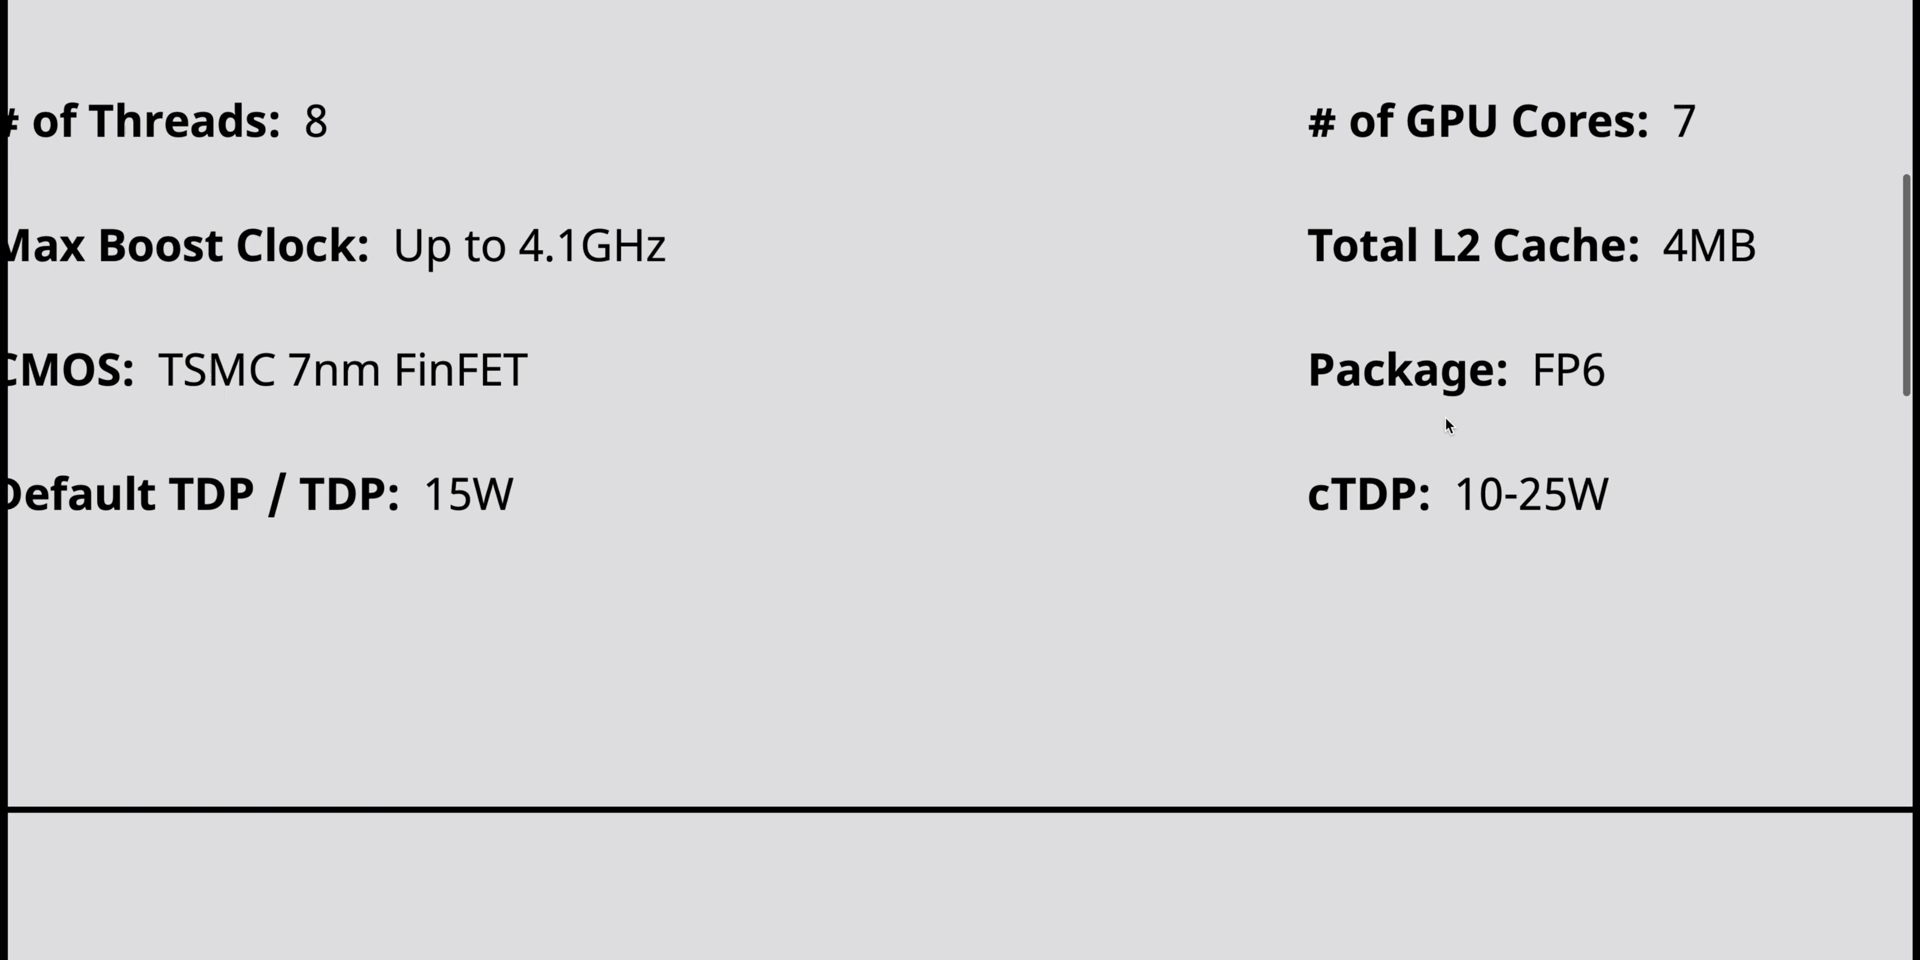 # of Threads: 8
# of GPU Cores: 7
Max Boost Clock: Up to 4.1GHz
Total L2 Cache: 4MB
CMOS: TSMC 7nm FinFET
Package: FP6
Default TDP / TDP: 15W
cTDP: 10-25W